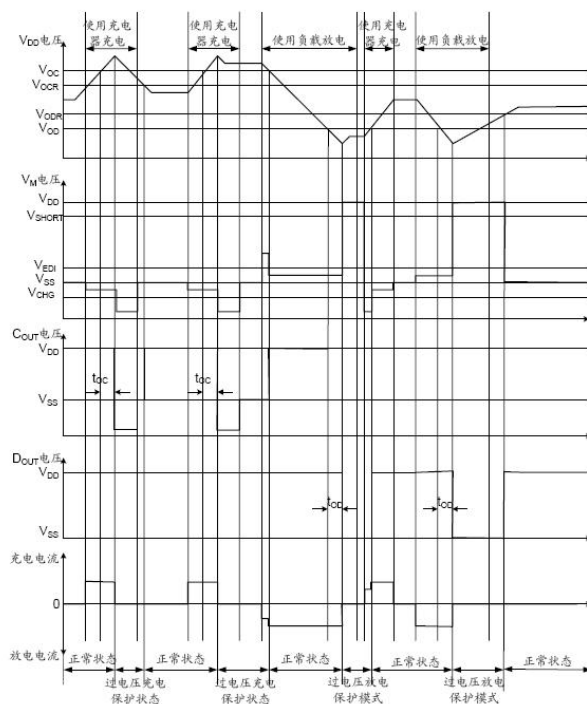 使用充电
器充电
使用充电
器充电
使用负载放电
使用充电
器充电
使用负载放电
VDD电压
VOC
VOCR
VODR
VOD
VM电压
VDD
VSHORT
VEDI
VSS
VCHG
COUT电压
VDD
tOC
tOC
VSS
DOUT电压
VDD
tOD
tOD
VSS
充电电流
0
放电电流
正常状态
正常状态
正常状态
正常状态
正常状态
过电压充电
保护状态
过电压充电
保护状态
过电压放电
保护模式
过电压放电
保护模式